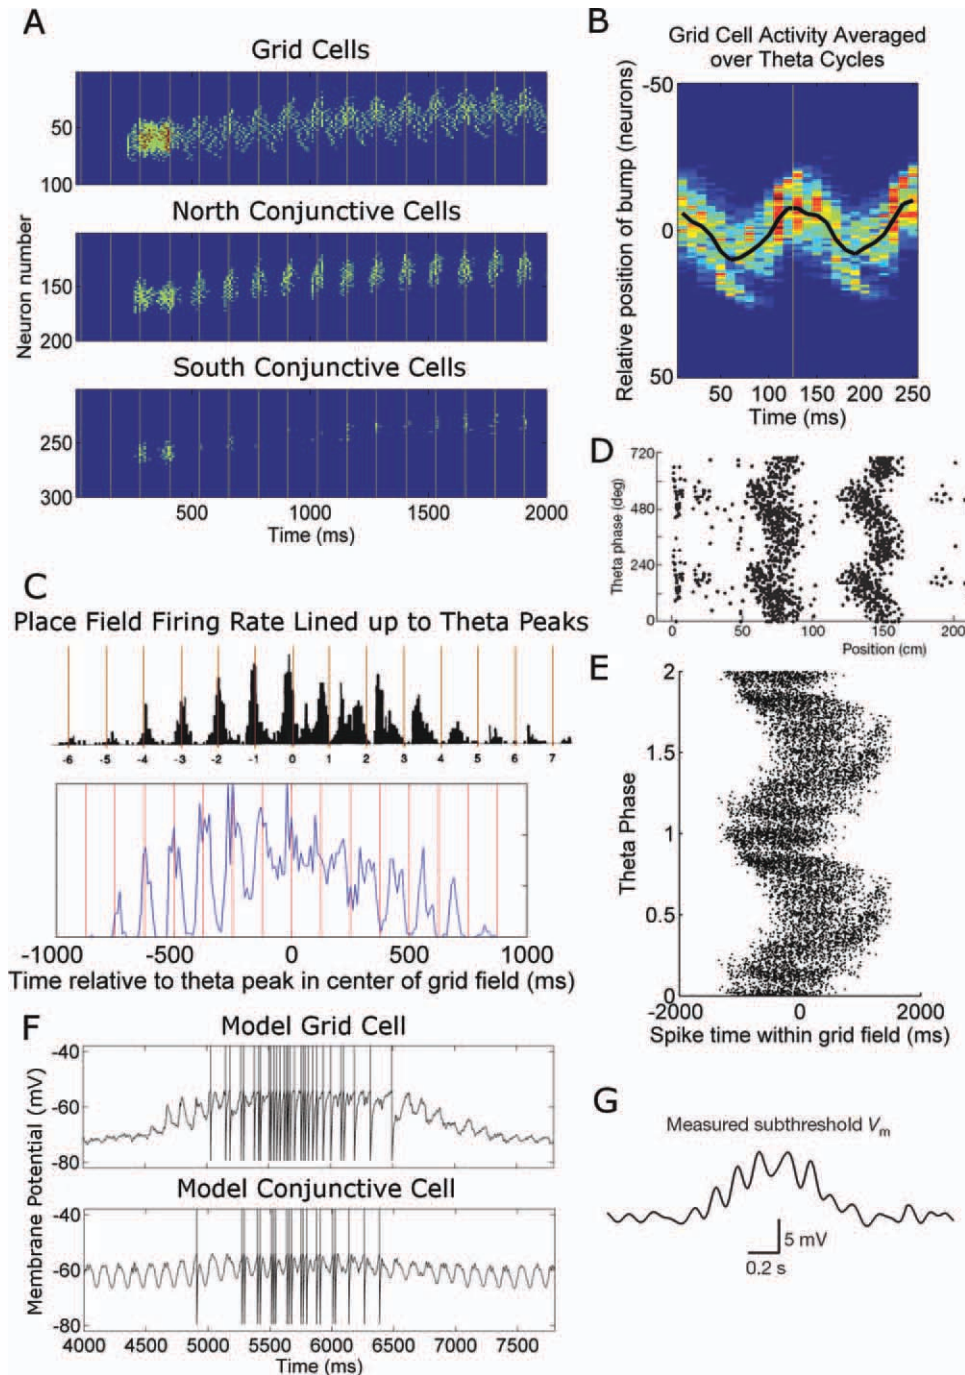 A
Grid Cells
50
100
North Conjunctive Cells
150
200
South Conjunctive Cells
250
300
500
1000
1500
2000
Time (ms)
Neuron number
B
Grid Cell Activity Averaged
over Theta Cycles
-50
0
50
50
100
150
200
250
Relative position of bump (neurons)
Time (ms)
C
Place Field Firing Rate Lined up to Theta Peaks
-6 -5 -4 -3 -2 -1 0 1 2 3 4 5 6 7
-1000 -500 0 500 1000
Time relative to theta peak in center of grid field (ms)
D
720
480
240
0
Theta phase (deg)
0 50 100 150 200
Position (cm)
E
2
1.5
1
0.5
0
Theta Phase
-2000 0 2000
Spike time within grid field (ms)
F
Model Grid Cell
-40
-60
-80
Model Conjunctive Cell
-40
-60
-80
Membrane Potential (mV)
4000 4500 5000 5500 6000 6500 7000 7500
Time (ms)
G
Measured subthreshold Vm
5 mV
0.2 s